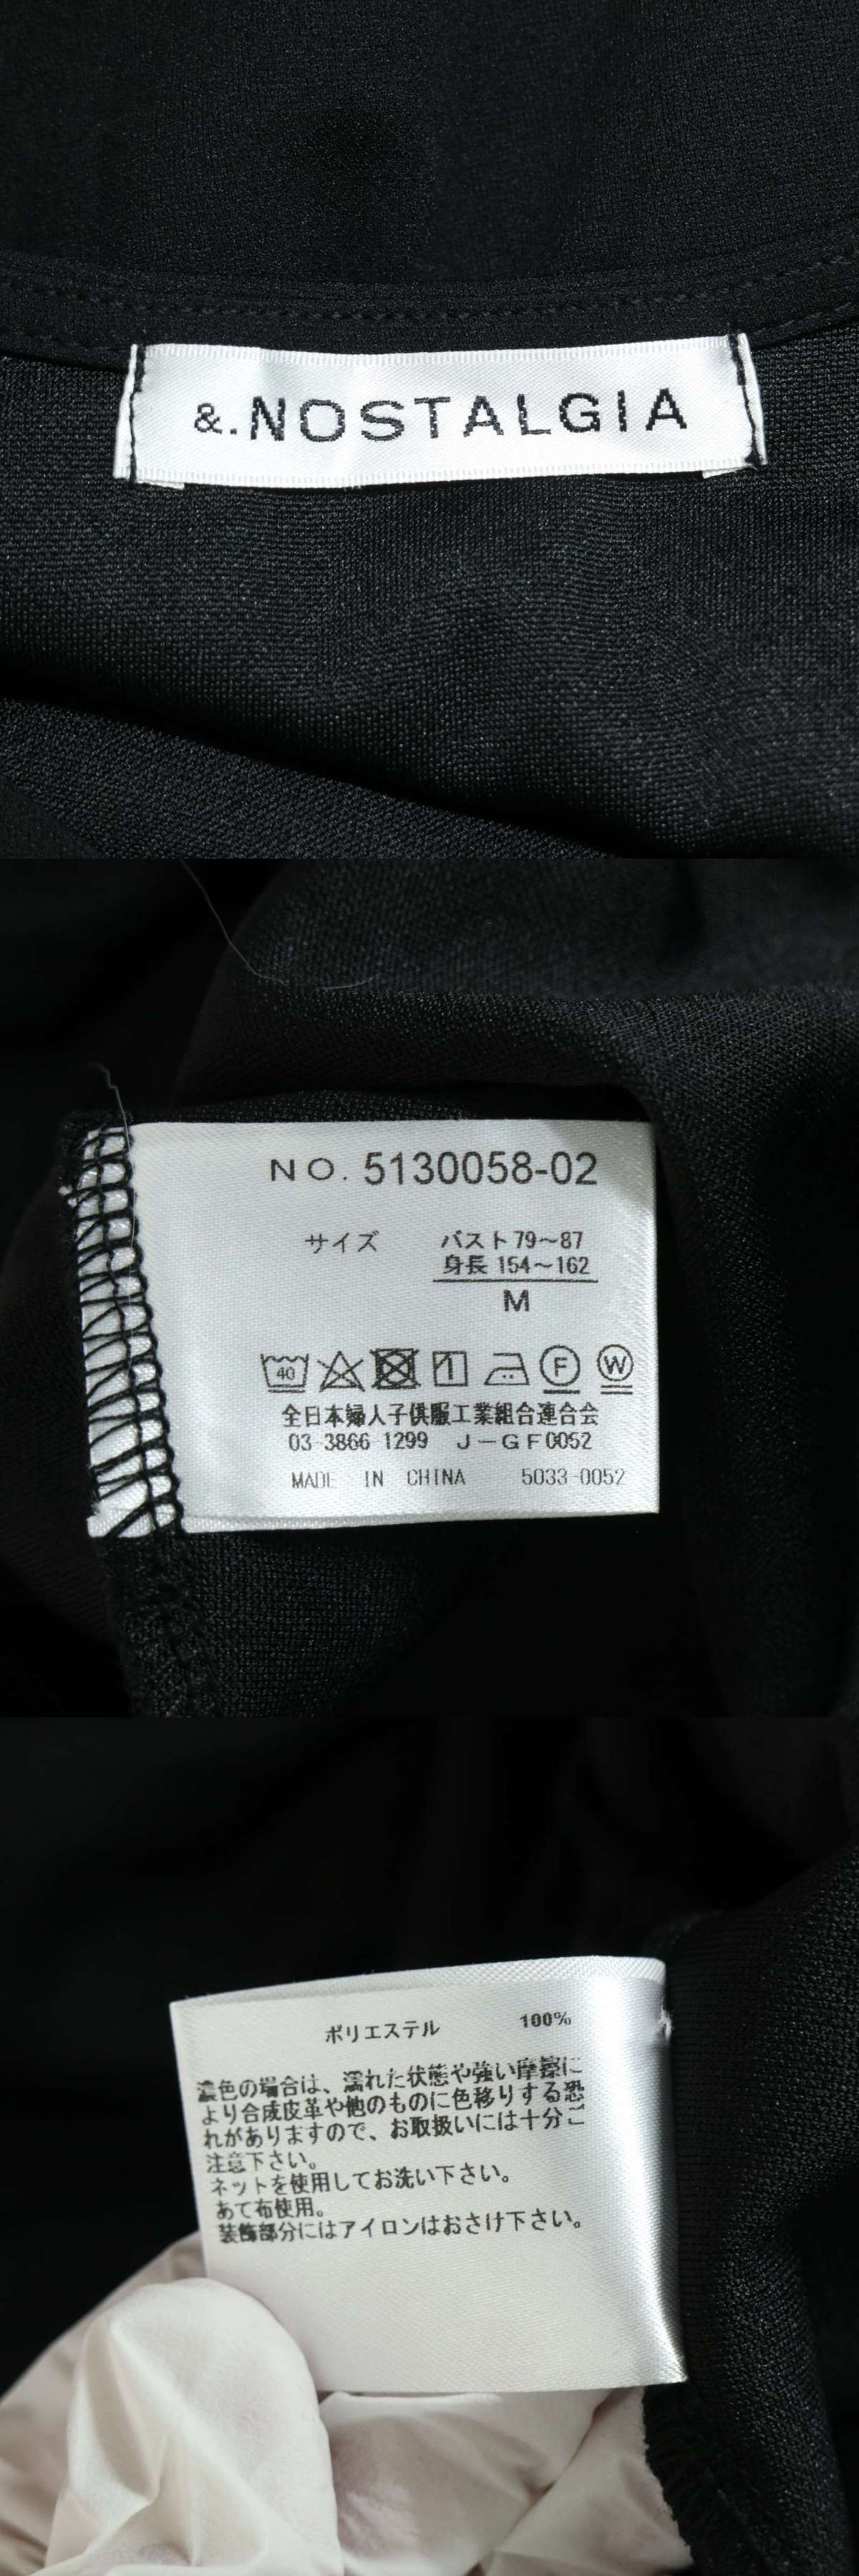 &.NOSTALGIA
NO. 5130058-02
サイズ バスト79～87
身長 154～162
M
40 1 F W
全日本婦人子供服工業組合連合会
03 3866 1299 J－GF0052
MADE IN CHINA 5033-0052
ポリエステル 100%
濃色の場合は、濡れた状態や強い摩擦に
より合成皮革や他のものに色移りする恐
れがありますので、お取扱いには十分ご
注意下さい。
ネットを使用してお洗い下さい。
あて布使用。
装飾部分にはアイロンはおさけ下さい。